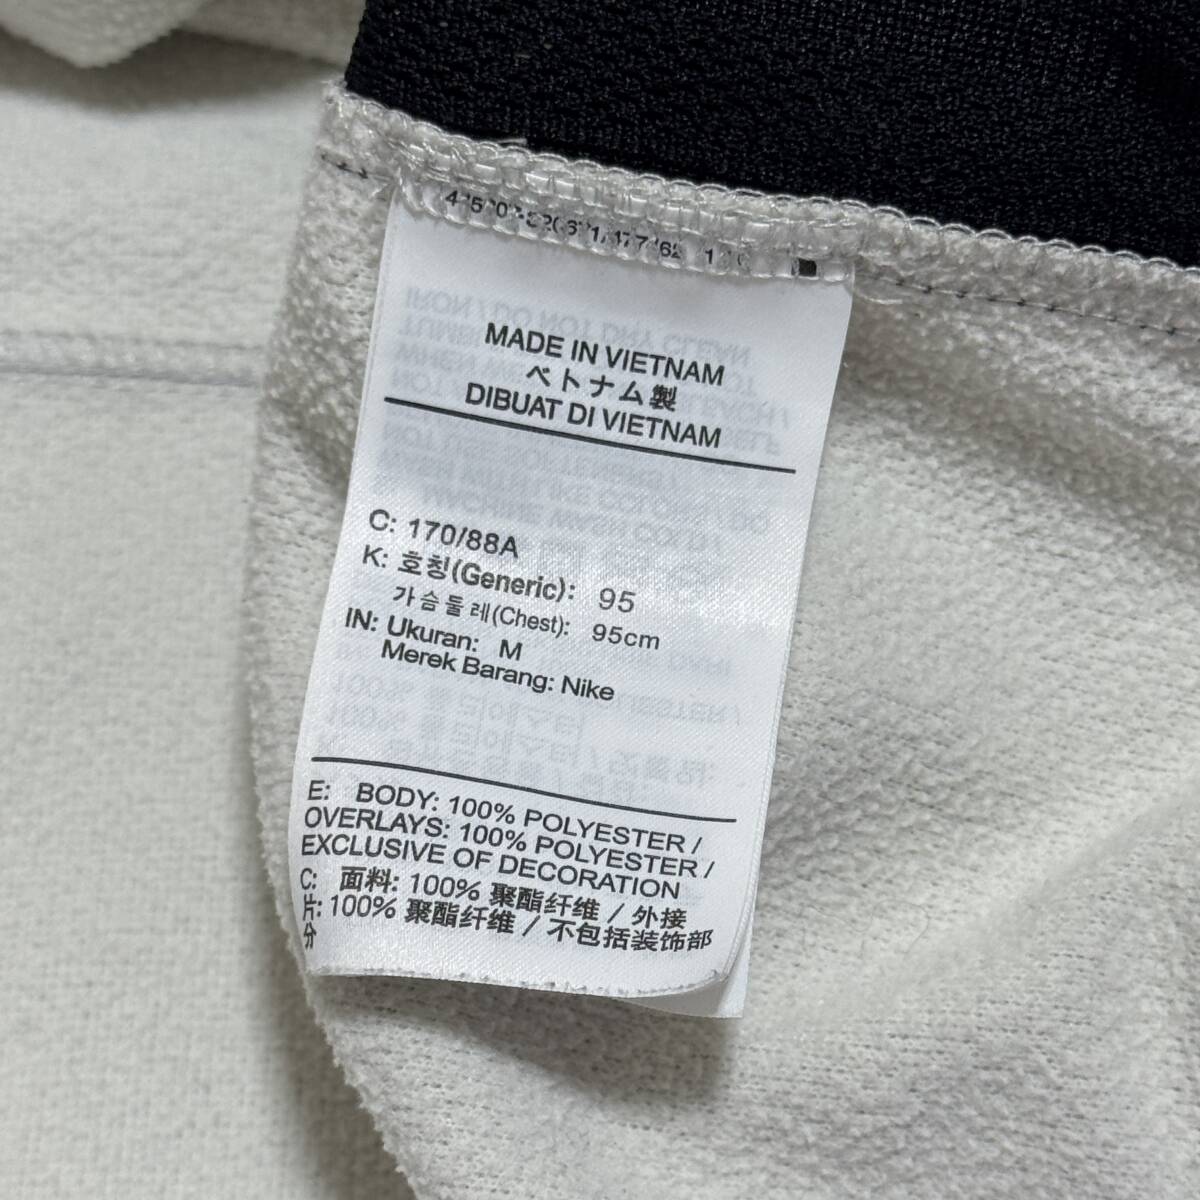 MADE IN VIETNAM
ベトナム製
DIBUAT DI VIETNAM
C: 170/88A
K: 호칭(Generic): 95
가슴둘레(Chest): 95cm
IN: Ukuran: M
Merek Barang: Nike
E: BODY: 100% POLYESTER /
OVERLAYS: 100% POLYESTER /
EXCLUSIVE OF DECORATION
C: 面料: 100% 聚酯纤维 / 外接
片: 100% 聚酯纤维 / 不包括装饰部
分